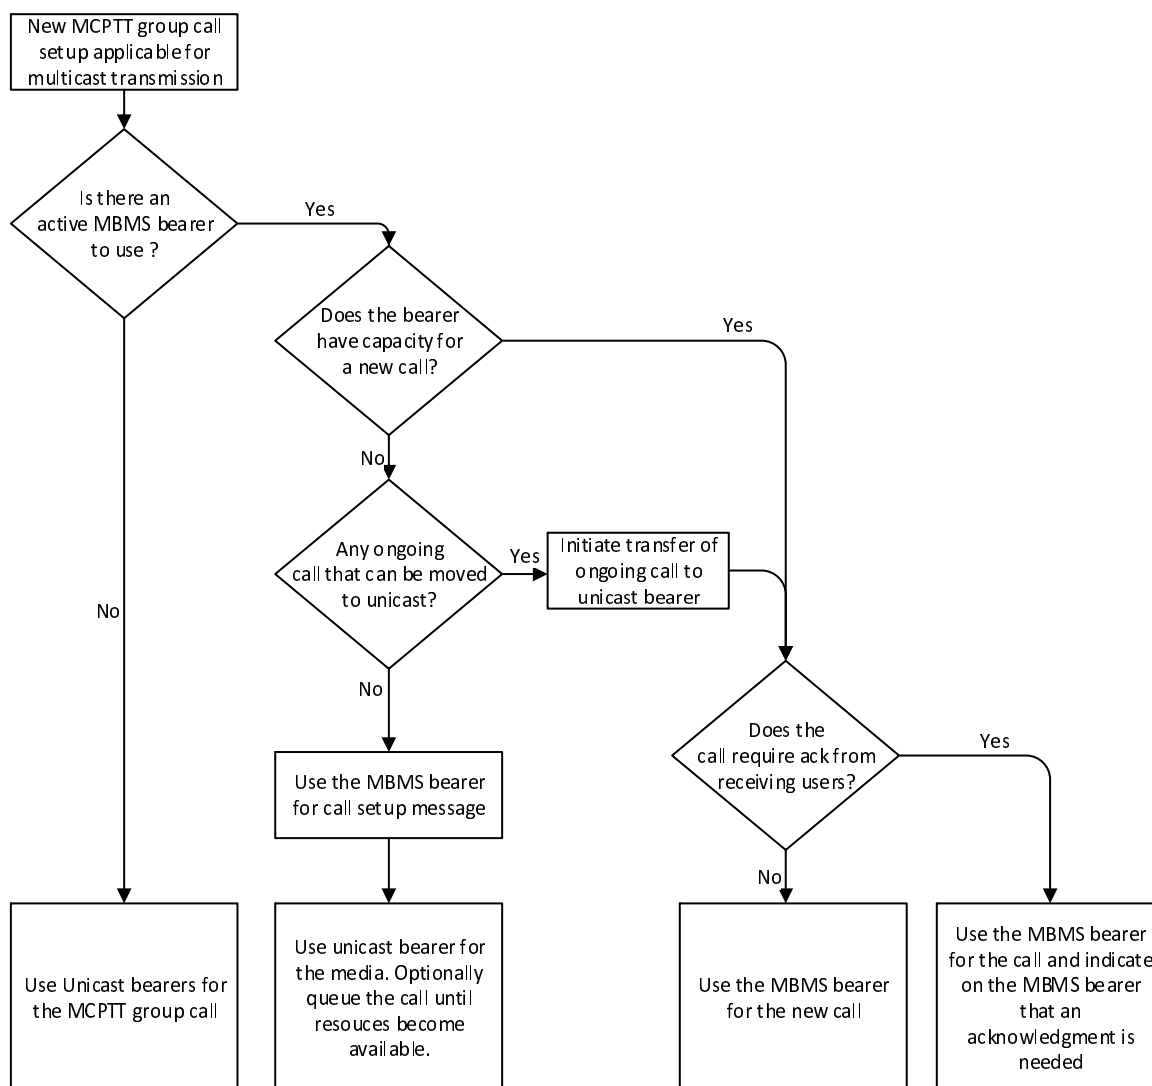 New MCPTT group call
setup applicable for
multicast transmission
Is there an
active MBMS bearer
to use ?
Yes
Does the bearer
have capacity for
a new call?
Yes
No
Any ongoing
call that can be moved
to unicast?
Yes
Initiate transfer of
ongoing call to
unicast bearer
No
No
Does the
call require ack from
receiving users?
Yes
Use the MBMS bearer
for call setup message
No
Use Unicast bearers for
the MCPTT group call
Use unicast bearer for
the media. Optionally
queue the call until
resouces become
available.
Use the MBMS bearer
for the new call
Use the MBMS bearer
for the call and indicate
on the MBMS bearer
that an
acknowledgment is
needed